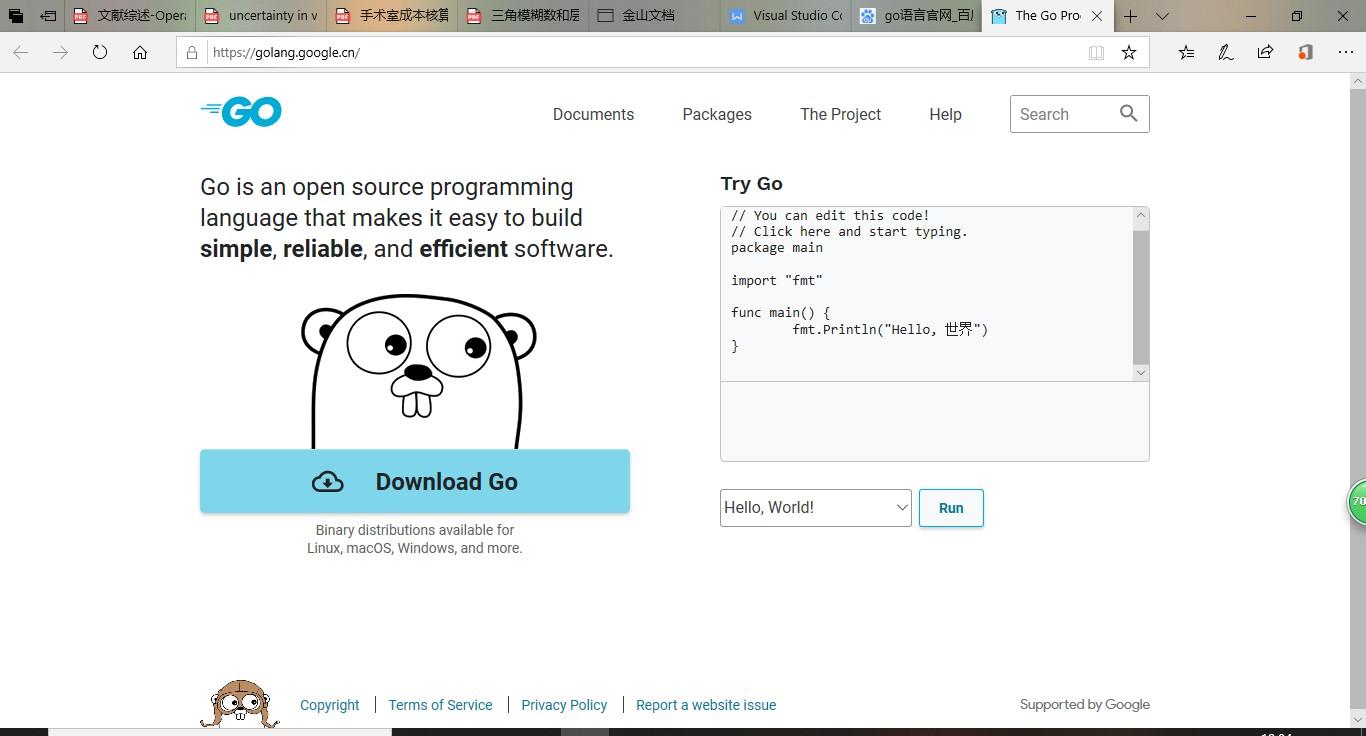 文献综述-Oper
uncertainty in v
手术室成本核算
三角模糊数和层
金山文档
Visual Studio Co
go语言官网_百
The Go Pro
https://golang.google.cn/
GO
Documents
Packages
The Project
Help
Search
Go is an open source programming
language that makes it easy to build
simple, reliable, and efficient software.
Download Go
Binary distributions available for
Linux, macOS, Windows, and more.
Try Go
// You can edit this code!
// Click here and start typing.
package main
import "fmt"
func main() {
fmt.Println("Hello, 世界")
}
Hello, World!
Run
70
Copyright
Terms of Service
Privacy Policy
Report a website issue
Supported by Google